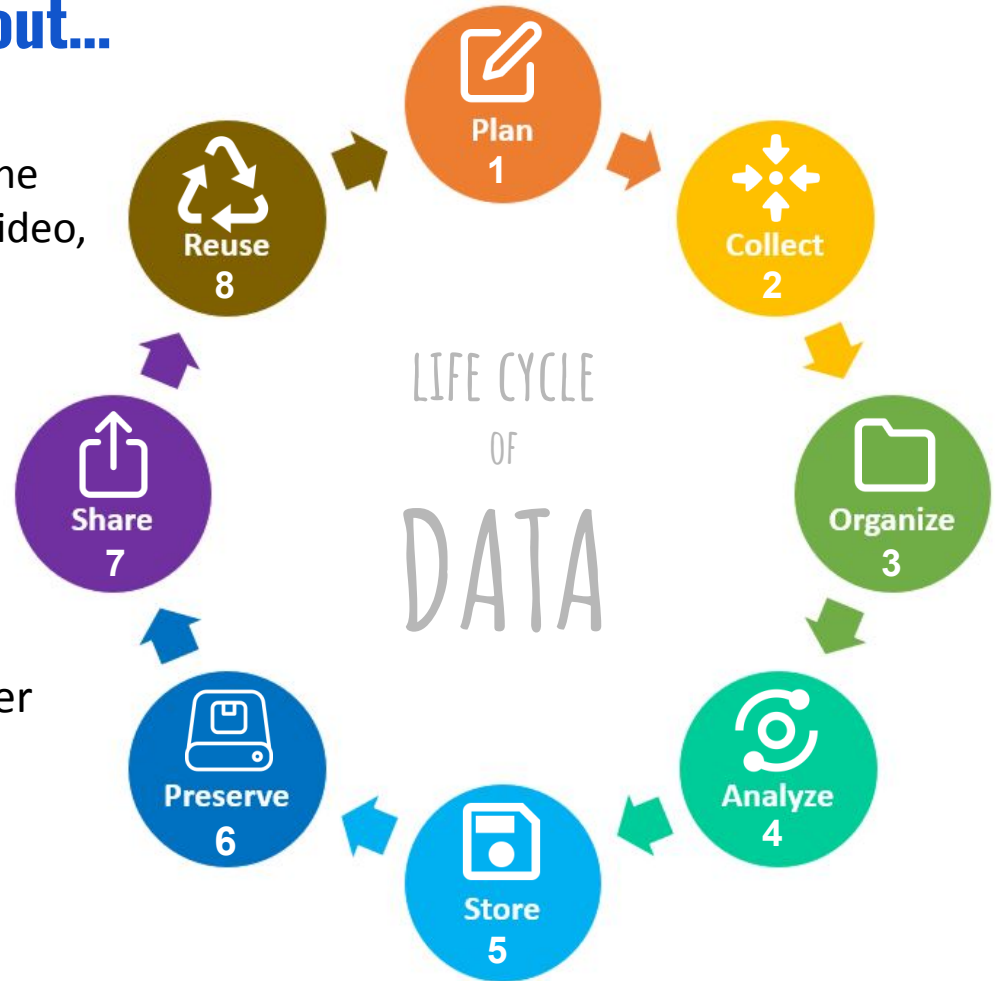 out...
ne
ideo,
er
Plan
1
Collect
2
Organize
3
Analyze
4
Store
5
Preserve
6
Share
7
Reuse
8
LIFE CYCLE
OF
DATA